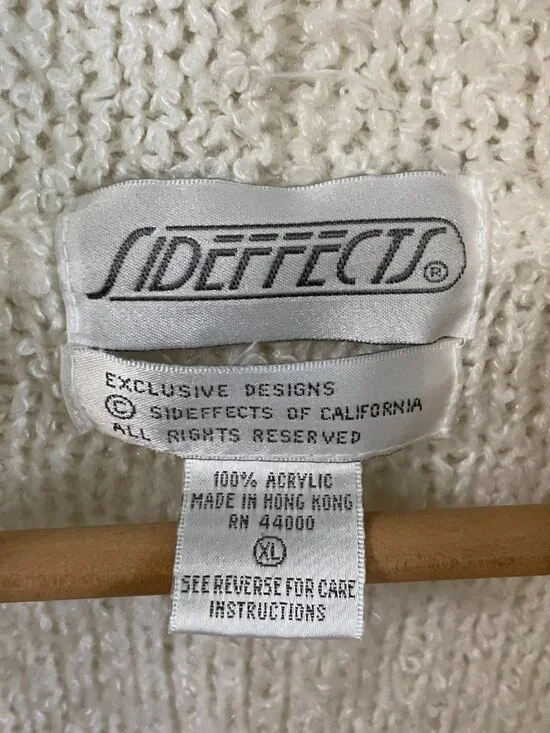 SIDEFFECTS®
EXCLUSIVE DESIGNS
© SIDEFFECTS OF CALIFORNIA
ALL RIGHTS RESERVED
100% ACRYLIC
MADE IN HONG KONG
RN 44000
XL
SEE REVERSE FOR CARE
INSTRUCTIONS